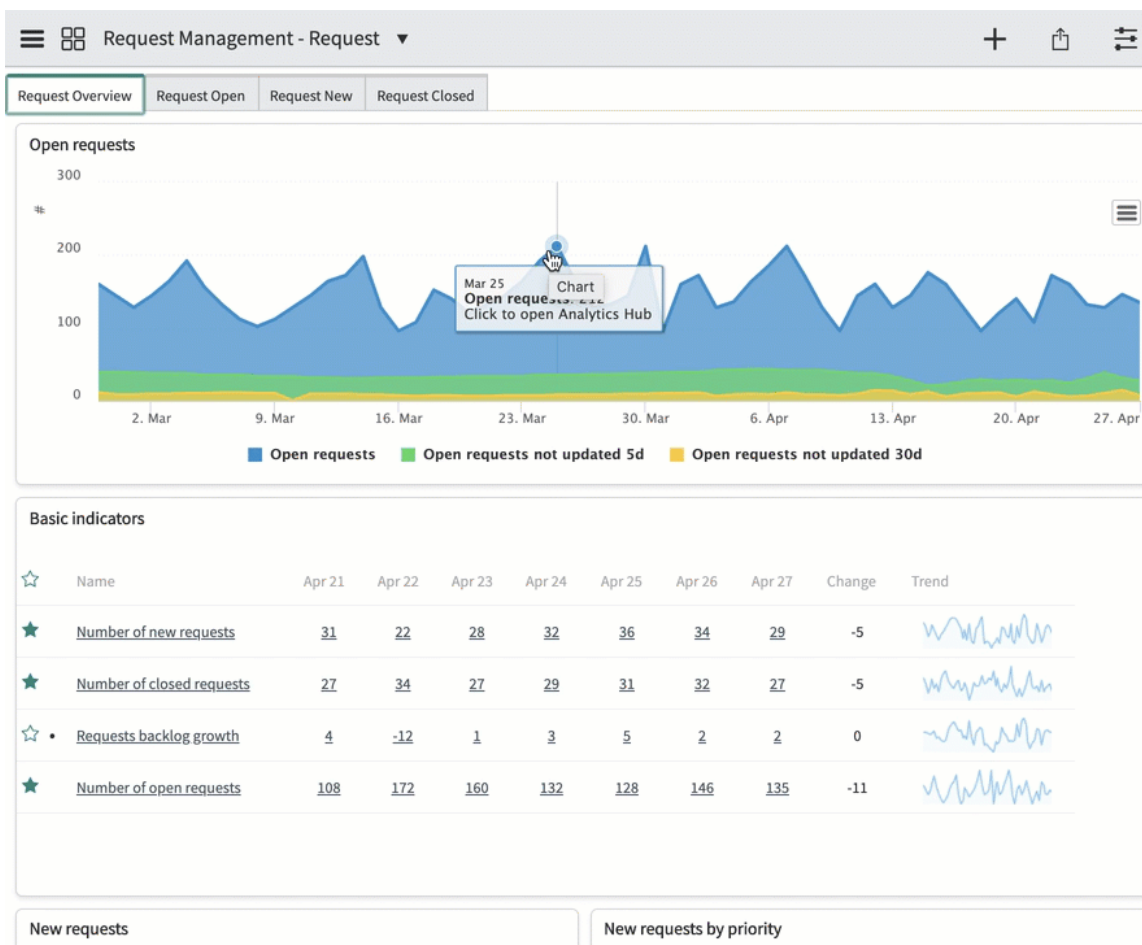 Request Management - Request ▼
Request Overview Request Open Request New Request Closed
Open requests
300
#
200
100
0
Mar 25
Chart
Open requests: 212
Click to open Analytics Hub
2. Mar 9. Mar 16. Mar 23. Mar 30. Mar 6. Apr 13. Apr 20. Apr 27. Apr
Open requests Open requests not updated 5d Open requests not updated 30d
Basic indicators
Name Apr 21 Apr 22 Apr 23 Apr 24 Apr 25 Apr 26 Apr 27 Change Trend
Number of new requests 31 22 28 32 36 34 29 -5
Number of closed requests 27 34 27 29 31 32 27 -5
• Requests backlog growth 4 -12 1 3 5 2 2 0
Number of open requests 108 172 160 132 128 146 135 -11
New requests New requests by priority